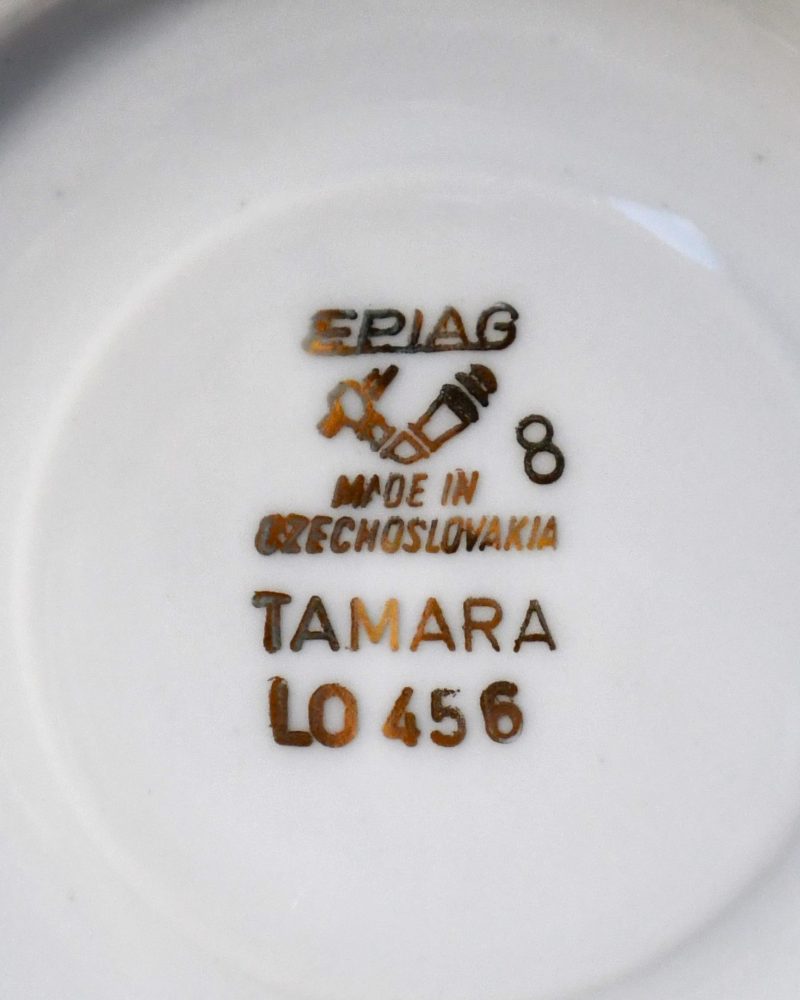 EPIAG
8
MADE IN
CZECHOSLOVAKIA
TAMARA
LO 456